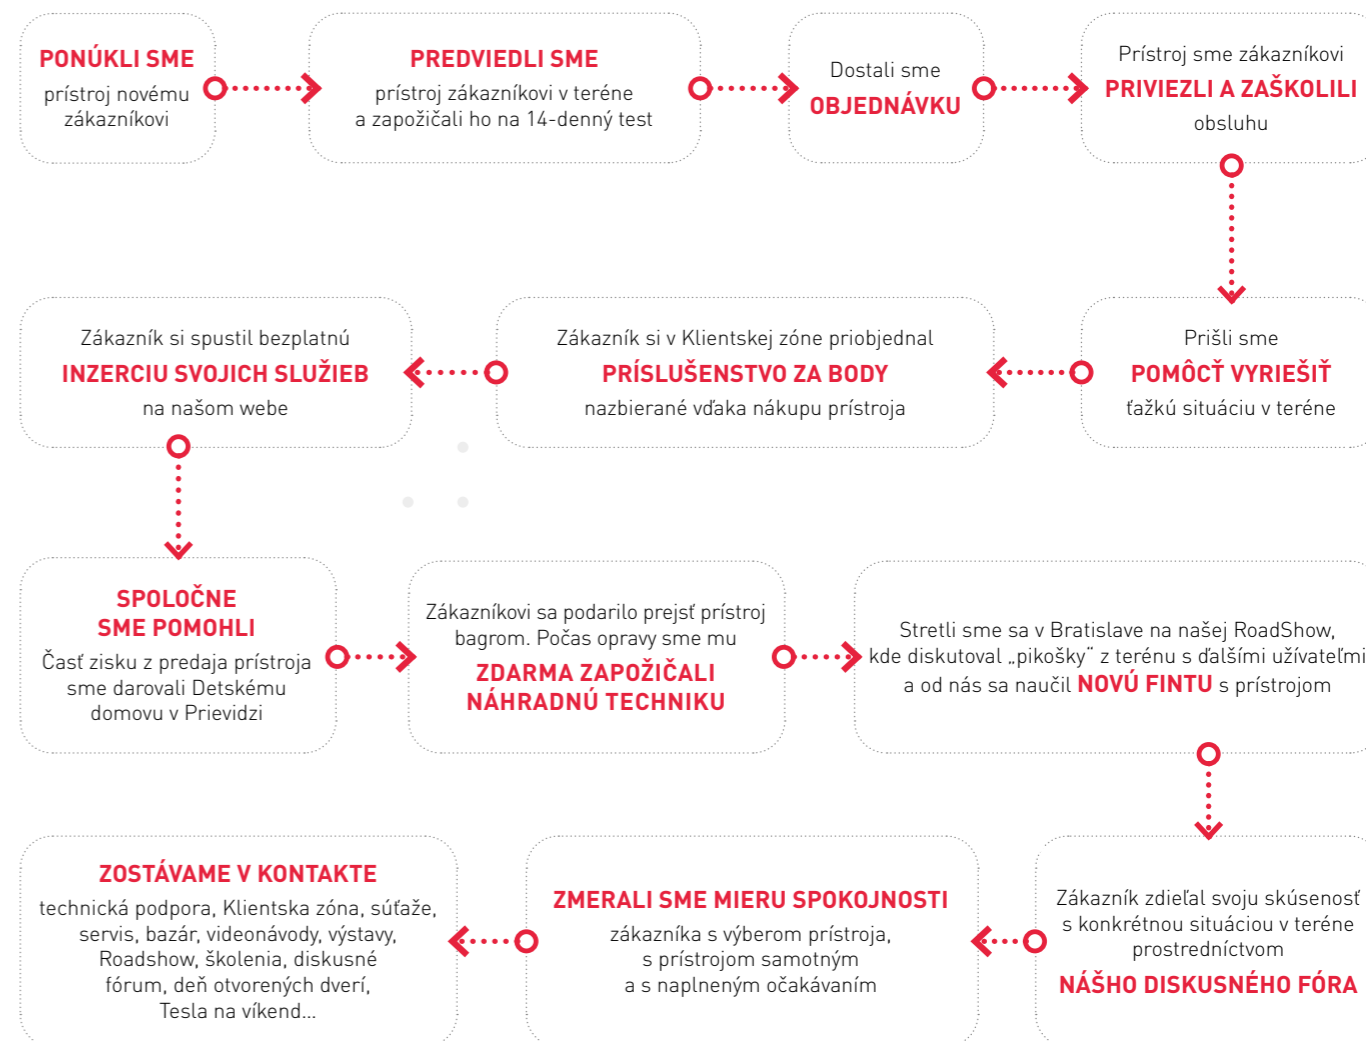 PONÚKLI SME
prístroj novému
zákazníkovi
PREDVIEDLI SME
prístroj zákazníkovi v teréne
a zapožičali ho na 14-denný test
Dostali sme
OBJEDNÁVKU
Prístroj sme zákazníkovi
PRIVIEZLI A ZAŠKOLILI
obsluhu
Prišli sme
POMÔCŤ VYRIEŠIŤ
ťažkú situáciu v teréne
Zákazník si v Klientskej zóne priobjednal
PRÍSLUŠENSTVO ZA BODY
nazbierané vďaka nákupu prístroja
Zákazník si spustil bezplatnú
INZERCIU SVOJICH SLUŽIEB
na našom webe
SPOLOČNE
SME POMOHLI
Časť zisku z predaja prístroja
sme darovali Detskému
domovu v Prievidzi
Zákazníkovi sa podarilo prejsť prístroj
bagrom. Počas opravy sme mu
ZDARMA ZAPOŽIČALI
NÁHRADNÚ TECHNIKU
Stretli sme sa v Bratislave na našej RoadShow,
kde diskutoval „pikošky“ z terénu s ďalšími užívateľmi
a od nás sa naučil NOVÚ FINTU s prístrojom
Zákazník zdieľal svoju skúsenosť
s konkrétnou situáciou v teréne
prostredníctvom
NÁŠHO DISKUSNÉHO FÓRA
ZMERALI SME MIERU SPOKOJNOSTI
zákazníka s výberom prístroja,
s prístrojom samotným
a s naplneným očakávaním
ZOSTÁVAME V KONTAKTE
technická podpora, Klientska zóna, súťaže,
servis, bazár, videonávody, výstavy,
Roadshow, školenia, diskusné
fórum, deň otvorených dverí,
Tesla na víkend...